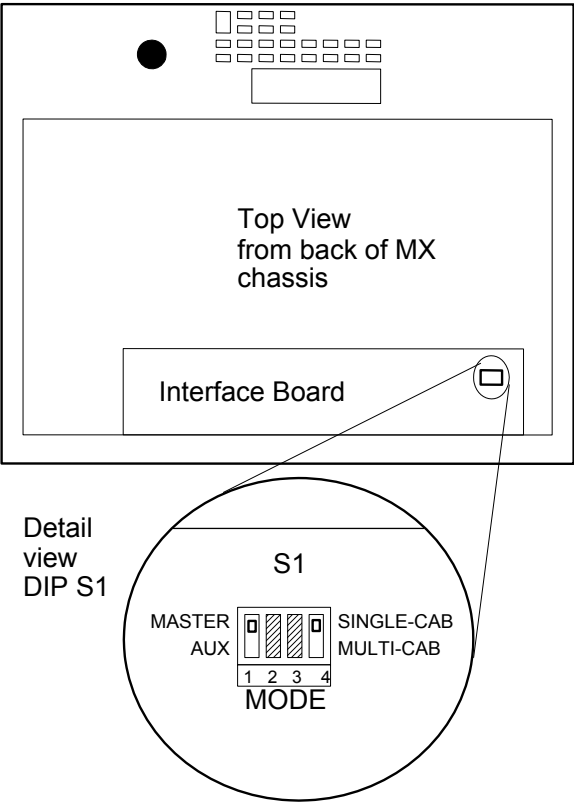 Top View
from back of MX
chassis
Interface Board
Detail
view
DIP S1
S1
MASTER
AUX
SINGLE-CAB
MULTI-CAB
1 2 3 4
MODE